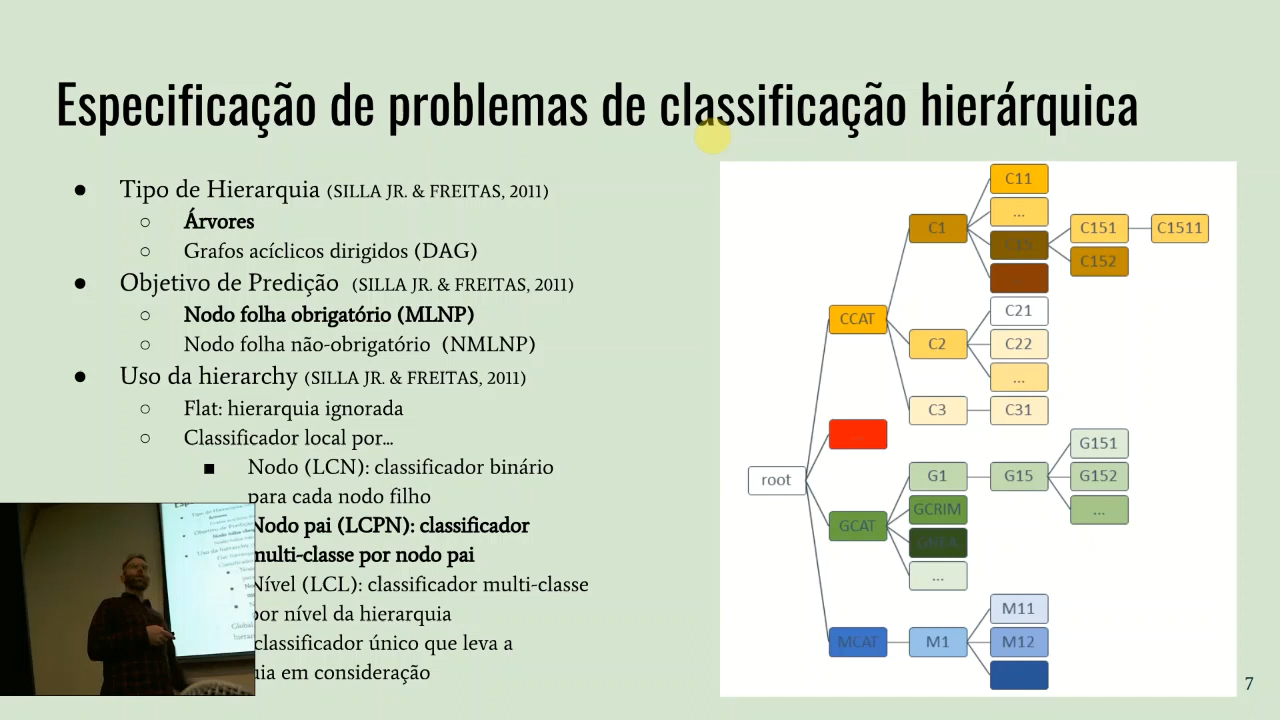 Especificação de problemas de classificação hierárquica
● Tipo de Hierarquia (SILLA JR. & FREITAS, 2011)
○ Árvores
○ Grafos acíclicos dirigidos (DAG)
● Objetivo de Predição (SILLA JR. & FREITAS, 2011)
○ Nodo folha obrigatório (MLNP)
○ Nodo folha não-obrigatório (NMLNP)
● Uso da hierarchy (SILLA JR. & FREITAS, 2011)
○ Flat: hierarquia ignorada
○ Classificador local por...
■ Nodo (LCN): classificador binário
para cada nodo filho
Nodo pai (LCPN): classificador
multi-classe por nodo pai
Nível (LCL): classificador multi-classe
por nível da hierarquia
classificador único que leva a
em consideração
root
CCAT
C1
C11
...
C15
C151
C1511
C152
C2
C21
C22
...
C3
C31
GCAT
G1
G15
G151
G152
...
GCRIM
...
MCAT
M1
M11
M12
7